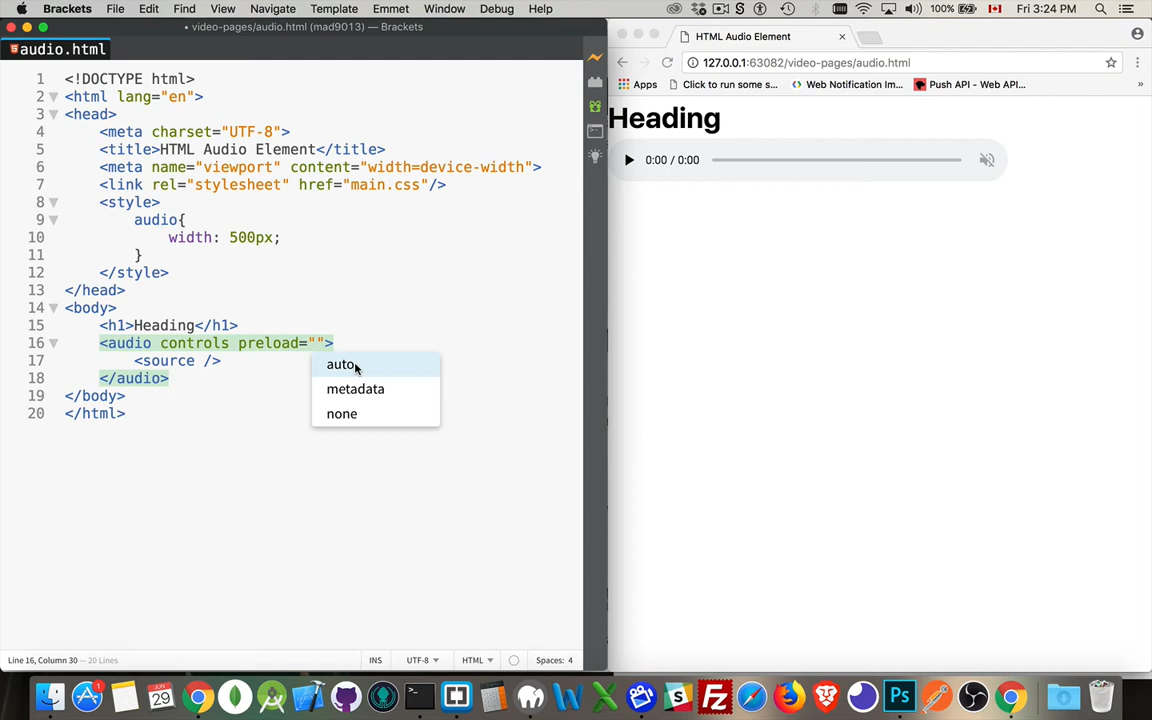 Brackets File Edit Find View Navigate Template Emmet Window Debug Help S 100% Fri 3:24 PM
• video-pages/audio.html (mad9013) — Brackets
audio.html
1 <!DOCTYPE html>
2 <html lang="en">
3 <head>
4 <meta charset="UTF-8">
5 <title>HTML Audio Element</title>
6 <meta name="viewport" content="width=device-width">
7 <link rel="stylesheet" href="main.css"/>
8 <style>
9 audio{
10 width: 500px;
11 }
12 </style>
13 </head>
14 <body>
15 <h1>Heading</h1>
16 <audio controls preload="">
17 <source />
18 </audio>
19 </body>
20 </html>
auto
metadata
none
Line 16, Column 30 — 20 Lines
INS UTF-8 HTML Spaces: 4
HTML Audio Element
127.0.0.1:63082/video-pages/audio.html
Apps Click to run some s... Web Notification Im... Push API - Web API... »
Heading
0:00 / 0:00
1 JUN 29 W X S Fz Ps